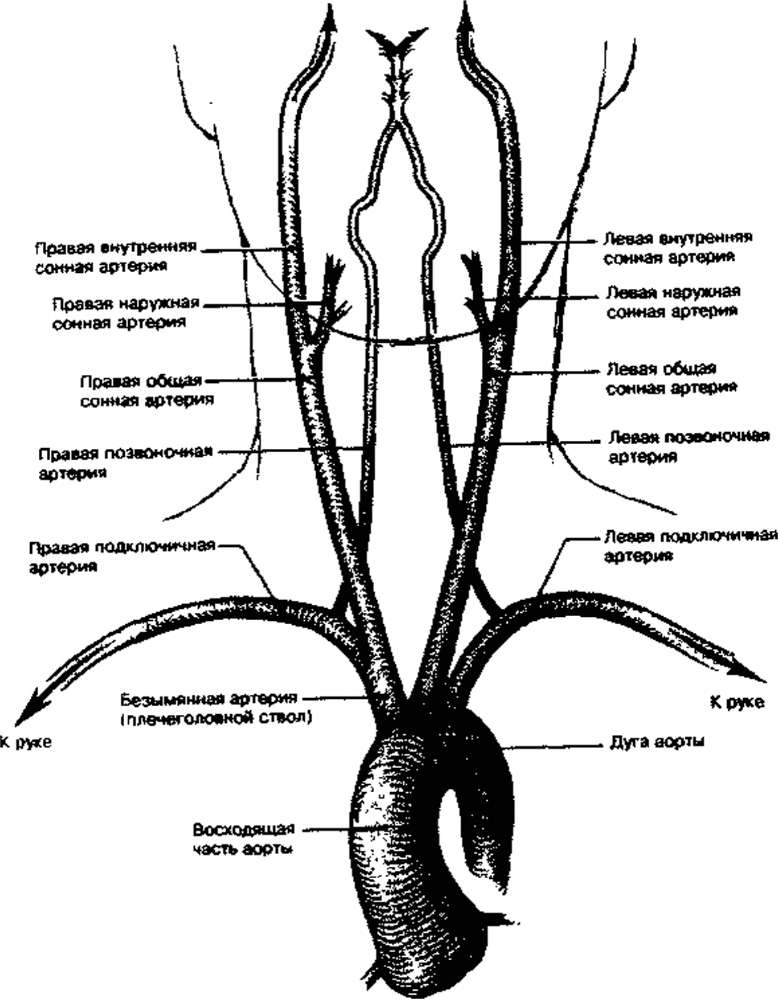 Правая внутренняя
сонная артерия
Левая внутренняя
сонная артерия
Правая наружная
сонная артерия
Левая наружная
сонная артерия
Правая общая
сонная артерия
Левая общая
сонная артерия
Правая позвоночная
артерия
Левая позвоночная
артерия
Правая подключичная
артерия
Левая подключичная
артерия
Безымянная артерия
(плечеголовной ствол)
К руке
К руке
Дуга аорты
Восходящая
часть аорты